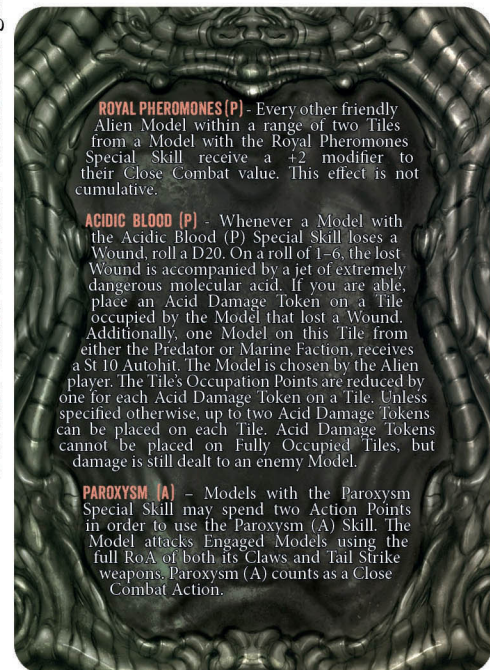 ROYAL PHEROMONES (P) - Every other friendly
Alien Model within a range of two Tiles
from a Model with the Royal Pheromones
Special Skill receive a +2 modifier to
their Close Combat value. This effect is not
cumulative.
ACIDIC BLOOD (P) - Whenever a Model with
the Acidic Blood (P) Special Skill loses a
Wound, roll a D20. On a roll of 1–6, the lost
Wound is accompanied by a jet of extremely
dangerous molecular acid. If you are able,
place an Acid Damage Token on a Tile
occupied by the Model that lost a Wound.
Additionally, one Model on this Tile from
either the Predator or Marine Faction, receives
a St 10 Autohit. The Model is chosen by the Alien
player. The Tile's Occupation Points are reduced by
one for each Acid Damage Token on a Tile. Unless
specified otherwise, up to two Acid Damage Tokens
can be placed on each Tile. Acid Damage Tokens
cannot be placed on Fully Occupied Tiles, but
damage is still dealt to an enemy Model.
PAROXYSM (A) – Models with the Paroxysm
Special Skill may spend two Action Points
in order to use the Paroxysm (A) Skill. The
Model attacks Engaged Models using the
full RoA of both its Claws and Tail Strike
weapons. Paroxysm (A) counts as a Close
Combat Action.